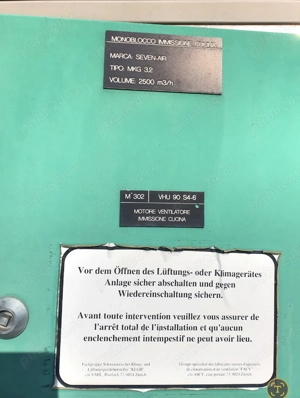 MONOBLOCCO IMMISSIONE CUCINA
MARCA: SEVEN-AIR
TIPO: MKG 3.2
VOLUME: 2500 m3/h
M° 302 VHU 90 S4-6
MOTORE VENTILATORE
IMMISSIONE CUCINA
Vor dem Öffnen des Lüftungs- oder Klimagerätes
Anlage sicher abschalten und gegen
Wiedereinschaltung sichern.
Avant toute intervention veuillez vous assurer de
l'arrêt total de l'installation et qu'aucun
enclenchement intempestif ne peut avoir lieu.